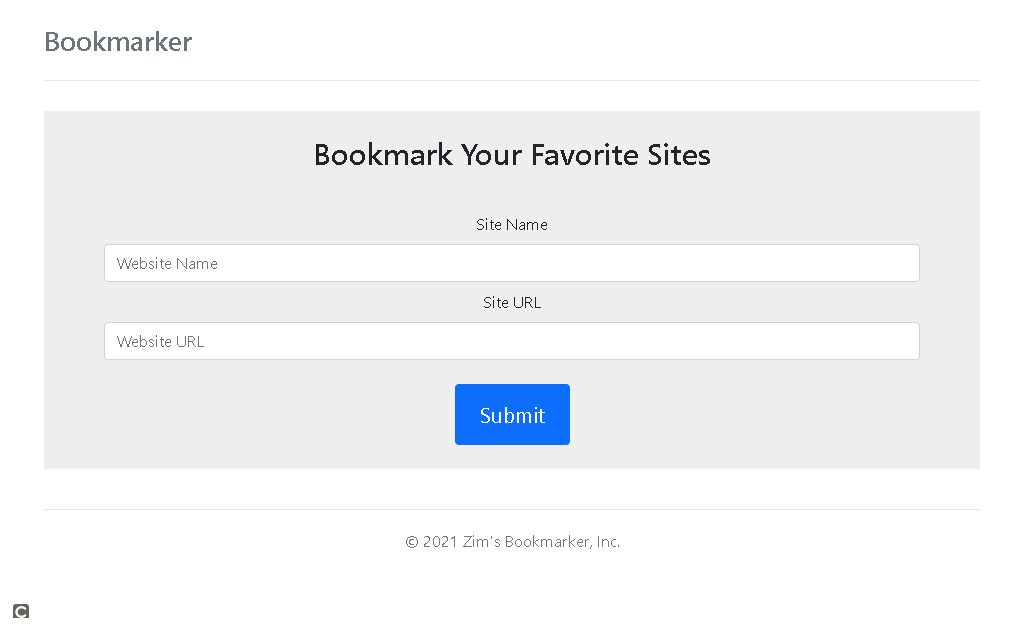 Bookmarker
Bookmark Your Favorite Sites
Site Name
Website Name
Site URL
Website URL
Submit
© 2021 Zim's Bookmarker, Inc.
C